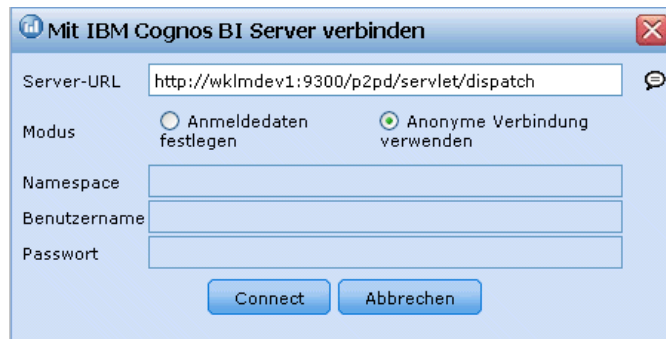 Mit IBM Cognos BI Server verbinden
Server-URL http://wklmdev1:9300/p2pd/servlet/dispatch
Modus
Anmeldedaten festlegen
Anonyme Verbindung verwenden
Namespace
Benutzername
Passwort
Connect Abbrechen